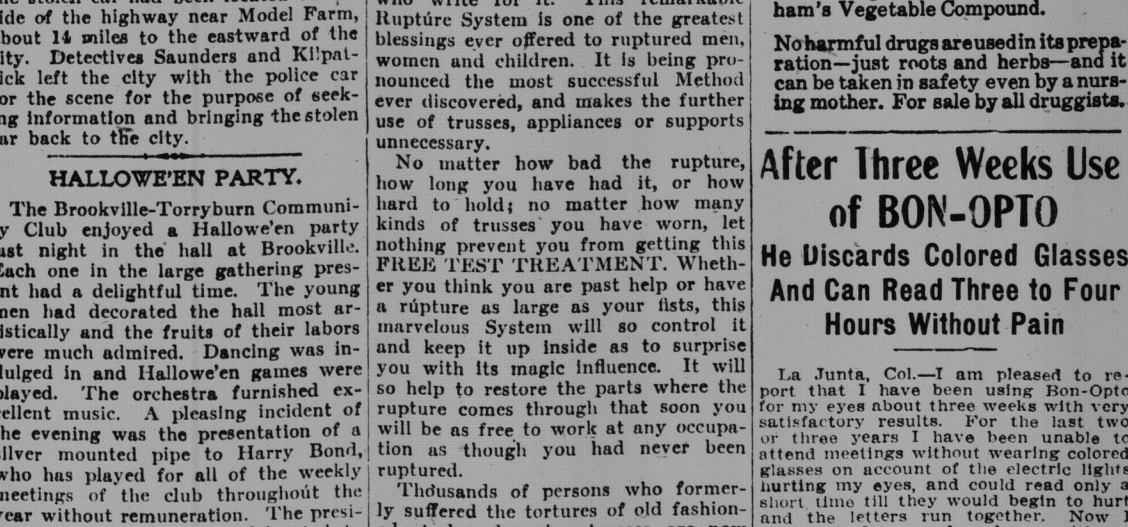 ide of the highway near Model Farm,
bout 14 miles to the eastward of the
ity. Detectives Saunders and Kilpat-
ick left the city with the police car
or the scene for the purpose of seek-
ng information and bringing the stolen
ar back to the city.
HALLOWE'EN PARTY.
The Brookville-Torryburn Communi-
y Club enjoyed a Hallowe'en party
ast night in the hall at Brookville.
Each one in the large gathering pres-
nt had a delightful time. The young
men had decorated the hall most ar-
istically and the fruits of their labors
were much admired. Dancing was in-
dulged in and Hallowe'en games were
played. The orchestra furnished ex-
cellent music. A pleasing incident of
the evening was the presentation of a
silver mounted pipe to Harry Bond,
who has played for all of the weekly
meetings of the club throughout the
year without remuneration. The presi-
who write for it. This remarkable
Rupture System is one of the greatest
blessings ever offered to ruptured men,
women and children. It is being pro-
nounced the most successful Method
ever discovered, and makes the further
use of trusses, appliances or supports
unnecessary.
No matter how bad the rupture,
how long you have had it, or how
hard to hold; no matter how many
kinds of trusses you have worn, let
nothing prevent you from getting this
FREE TEST TREATMENT. Wheth-
er you think you are past help or have
a rupture as large as your fists, this
marvelous System will so control it
and keep it up inside as to surprise
you with its magic influence. It will
so help to restore the parts where the
rupture comes through that soon you
will be as free to work at any occupa-
tion as though you had never been
ruptured.
Thousands of persons who former-
ly suffered the tortures of old fashion-
ham's Vegetable Compound.
No harmful drugs are used in its prepa-
ration—just roots and herbs—and it
can be taken in safety even by a nurs-
ing mother. For sale by all druggists.
After Three Weeks Use
of BON-OPTO
He Discards Colored Glasses
And Can Read Three to Four
Hours Without Pain
La Junta, Col.—I am pleased to re-
port that I have been using Bon-Opto
for my eyes about three weeks with very
satisfactory results. For the last two
or three years I have been unable to
attend meetings without wearing colored
glasses on account of the electric lights
hurting my eyes, and could read only a
short time till they would begin to hurt
and the letters run together. Now I